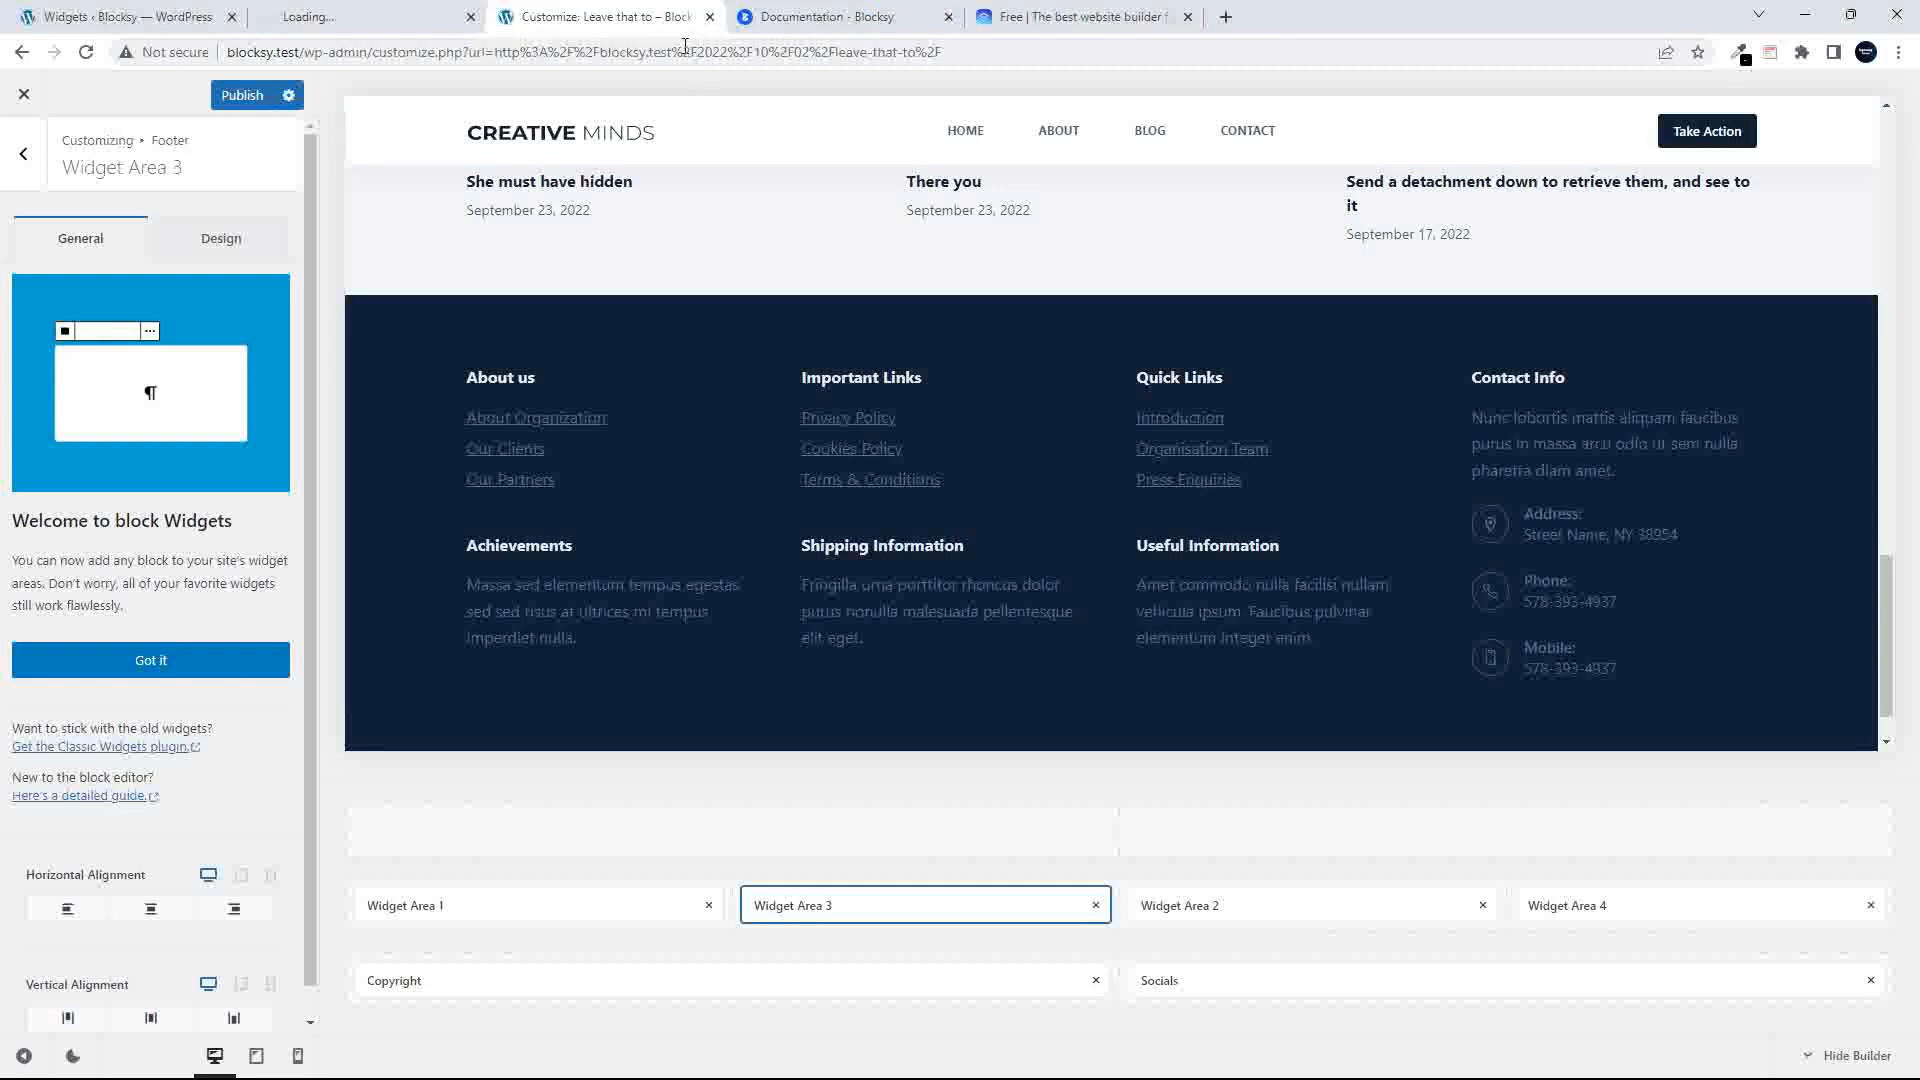 Widgets ‹ Blocksy — WordPress
Loading...
Customize: Leave that to – Block
Documentation - Blocksy
Free | The best website builder f
Not secure
blocksy.test/wp-admin/customize.php?url=http%3A%2F%2Fblocksy.test%2F2022%2F10%2F02%2Fleave-that-to%2F
Publish
Customizing ▸ Footer
Widget Area 3
General
Design
¶
Welcome to block Widgets
You can now add any block to your site's widget
areas. Don't worry, all of your favorite widgets
still work flawlessly.
Got it
Want to stick with the old widgets?
Get the Classic Widgets plugin.
New to the block editor?
Here's a detailed guide.
Horizontal Alignment
Vertical Alignment
CREATIVE MINDS
HOME
ABOUT
BLOG
CONTACT
Take Action
She must have hidden
September 23, 2022
There you
September 23, 2022
Send a detachment down to retrieve them, and see to
it
September 17, 2022
About us
About Organization
Our Clients
Our Partners
Important Links
Privacy Policy
Cookies Policy
Terms & Conditions
Quick Links
Introduction
Organisation Team
Press Enquiries
Contact Info
Nunc lobortis mattis aliquam faucibus
purus in massa arcu odio ut sem nulla
pharetra diam amet.
Address:
Street Name, NY 38954
Phone:
578-393-4937
Mobile:
578-393-4937
Achievements
Massa sed elementum tempus egestas
sed sed risus at ultrices mi tempus
imperdiet nulla.
Shipping Information
Fringilla urna porttitor rhoncus dolor
purus nonulla malesuada pellentesque
elit eget.
Useful Information
Amet commodo nulla facilisi nullam
vehicula ipsum. Faucibus pulvinar
elementum integer enim.
Widget Area 1
Widget Area 3
Widget Area 2
Widget Area 4
Copyright
Socials
Hide Builder